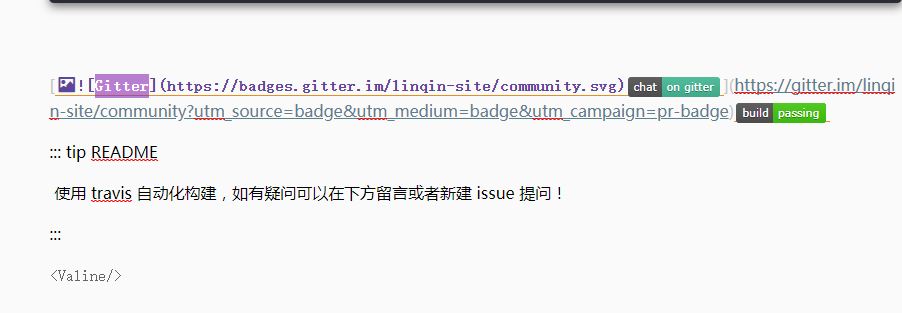 [![Gitter](https://badges.gitter.im/linqin-site/community.svg) chat on gitter ](https://gitter.im/linqi
n-site/community?utm_source=badge&utm_medium=badge&utm_campaign=pr-badge) build passing
::: tip README
使用 travis 自动化构建，如有疑问可以在下方留言或者新建 issue 提问！
:::
<Valine/>